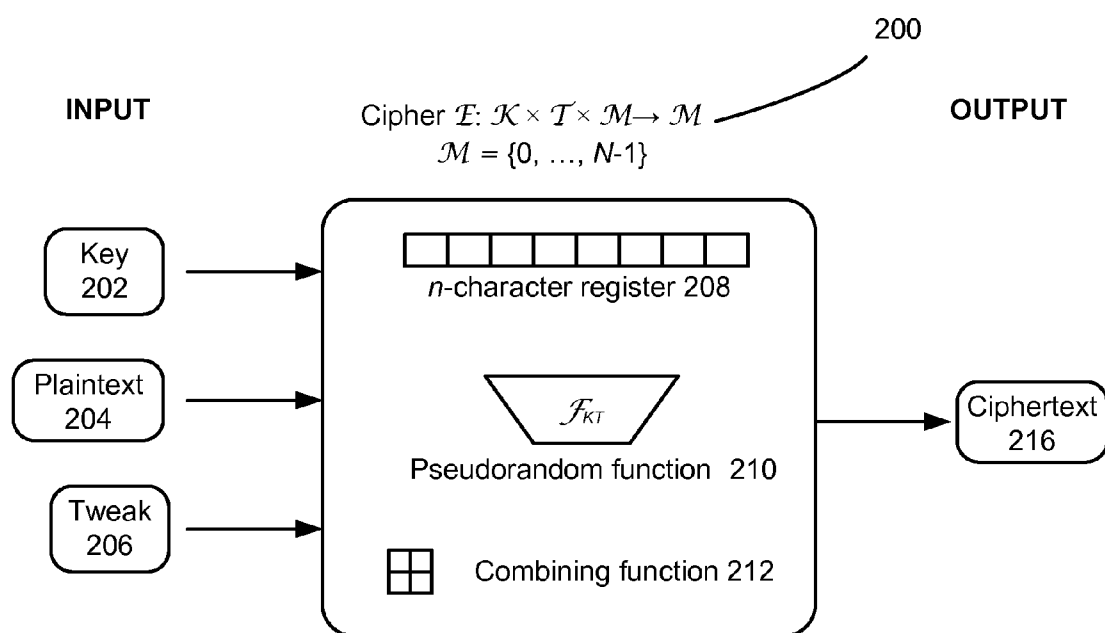 200
INPUT
Cipher ℰ: 𝒦 × 𝒯 × ℳ → ℳ
OUTPUT
ℳ = {0, …, N-1}
Key
202
n-character register 208
Plaintext
204
ℱKT
Ciphertext
216
Pseudorandom function 210
Tweak
206
Combining function 212